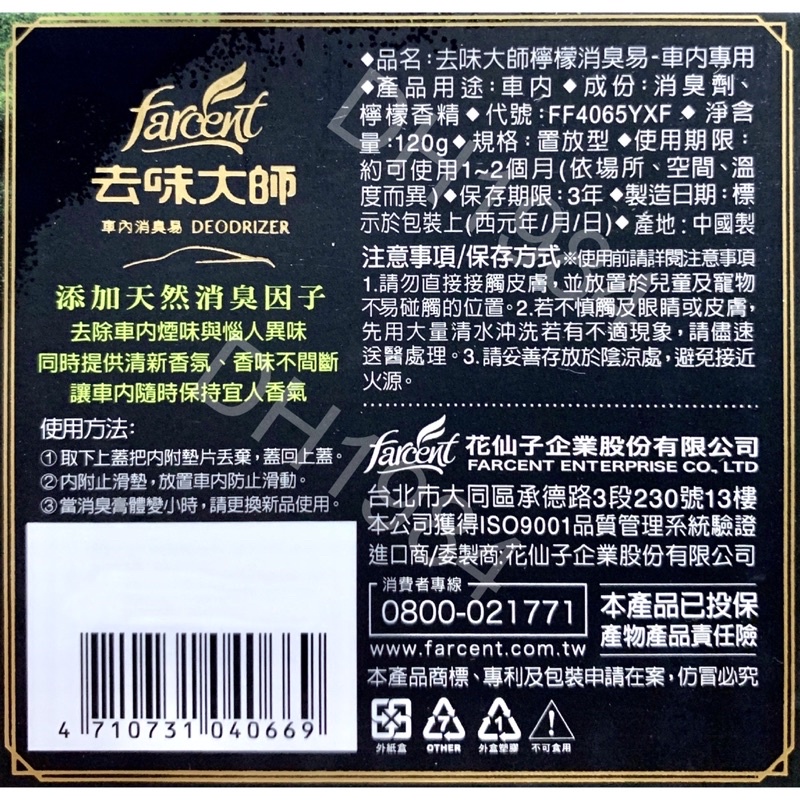 farcent
去味大師
車內消臭易 DEODRIZER
添加天然消臭因子
去除車內煙味與惱人異味
同時提供清新香氛，香味不間斷
讓車內隨時保持宜人香氣
使用方法:
①取下上蓋把內附墊片丟棄，蓋回上蓋。
②內附止滑墊，放置車內防止滑動。
③當消臭膏體變小時，請更換新品使用。
4 710731 040669
◆品名:去味大師檸檬消臭易-車內專用
◆產品用途:車內◆成份:消臭劑、
檸檬香精◆代號:FF4065YXF◆淨含
量:120g◆規格:置放型◆使用期限:
約可使用1~2個月(依場所、空間、溫
度而異)◆保存期限:3年◆製造日期:標
示於包裝上(西元年/月/日)◆產地:中國製
注意事項/保存方式※使用前請詳閱注意事項
1.請勿直接接觸皮膚，並放置於兒童及寵物
不易碰觸的位置。2.若不慎觸及眼睛或皮膚，
先用大量清水沖洗若有不適現象，請儘速
送醫處理。3.請妥善存放於陰涼處，避免接近
火源。
farcent 花仙子企業股份有限公司
FARCENT ENTERPRISE CO., LTD
台北市大同區承德路3段230號13樓
本公司獲得ISO9001品質管理系統驗證
進口商/委製商:花仙子企業股份有限公司
消費者專線
0800-021771
www.farcent.com.tw
本產品已投保
產物產品責任險
本產品商標、專利及包裝申請在案，仿冒必究
外紙盒
7
OTHER
1
外盒塑膠
不可食用
DH1984
DH1984